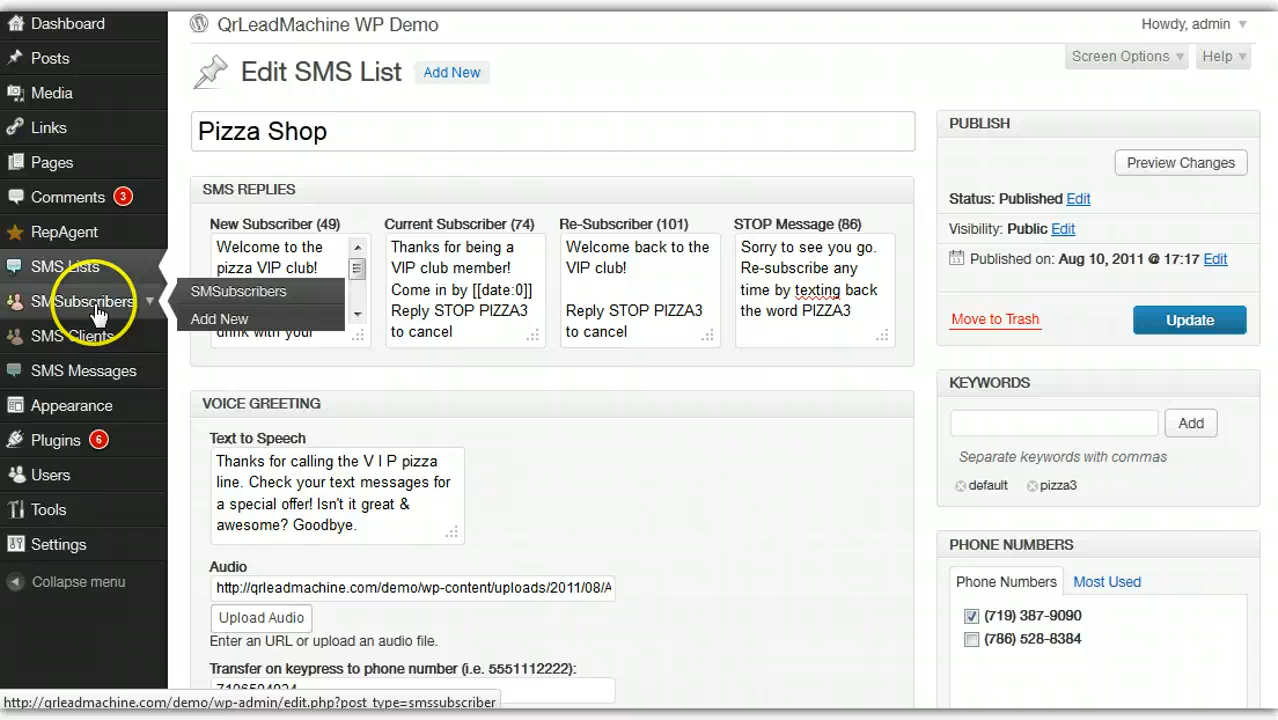 Dashboard
Posts
Media
Links
Pages
Comments 3
RepAgent
SMS Lists
SMSubscribers
SMS Clients
SMS Messages
Appearance
Plugins 6
Users
Tools
Settings
Collapse menu
SMSubscribers
Add New
QrLeadMachine WP Demo
Howdy, admin
Screen Options
Help
Edit SMS List
Add New
Pizza Shop
SMS REPLIES
New Subscriber (49)
Welcome to the
pizza VIP club!
drink with your
Current Subscriber (74)
Thanks for being a
VIP club member!
Come in by [[date:0]]
Reply STOP PIZZA3
to cancel
Re-Subscriber (101)
Welcome back to the
VIP club!
Reply STOP PIZZA3
to cancel
STOP Message (86)
Sorry to see you go.
Re-subscribe any
time by texting back
the word PIZZA3
VOICE GREETING
Text to Speech
Thanks for calling the V I P pizza
line. Check your text messages for
a special offer! Isn't it great &
awesome? Goodbye.
Audio
http://qrleadmachine.com/demo/wp-content/uploads/2011/08/A
Upload Audio
Enter an URL or upload an audio file.
Transfer on keypress to phone number (i.e. 5551112222):
PUBLISH
Preview Changes
Status: Published Edit
Visibility: Public Edit
Published on: Aug 10, 2011 @ 17:17 Edit
Move to Trash
Update
KEYWORDS
Add
Separate keywords with commas
default
pizza3
PHONE NUMBERS
Phone Numbers
Most Used
(719) 387-9090
(786) 528-8384
http://qrleadmachine.com/demo/wp-admin/edit.php?post_type=smssubscriber